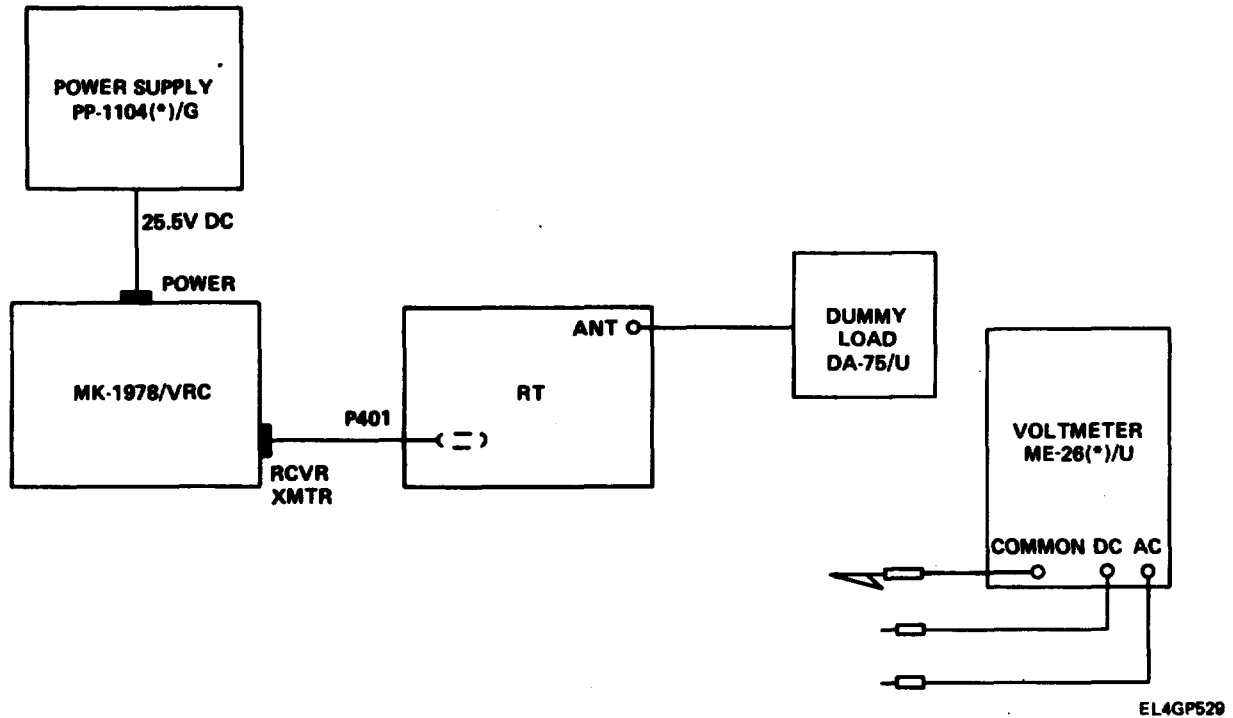 POWER SUPPLY
PP-1104(*)/G
25.5V DC
POWER
MK-1978/VRC
P401
RCVR
XMTR
ANT
RT
DUMMY
LOAD
DA-75/U
VOLTMETER
ME-26(*)/U
COMMON DC AC
EL4GP529